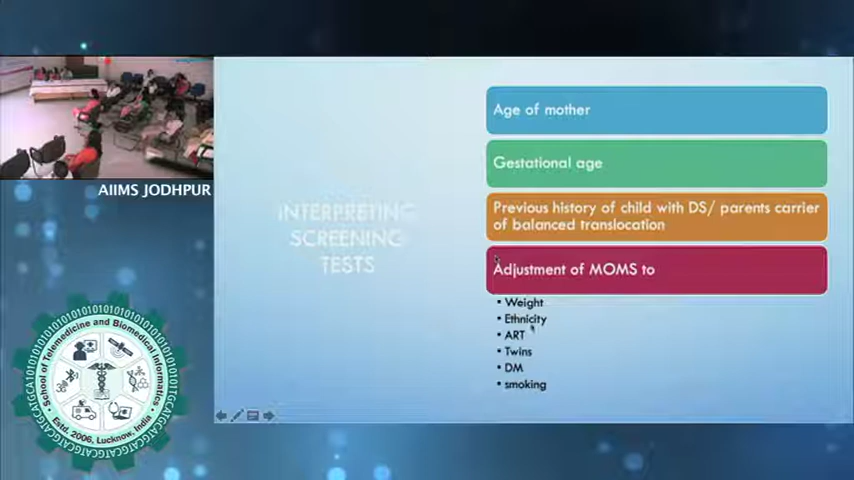 AIIMS JODHPUR
INTERPRETING
SCREENING
TESTS
Age of mother
Gestational age
Previous history of child with DS/ parents carrier
of balanced translocation
Adjustment of MOMS to
• Weight
• Ethnicity
• ART
• Twins
• DM
• smoking
School of Telemedicine and Biomedical Informatics
Estd. 2006, Lucknow, India